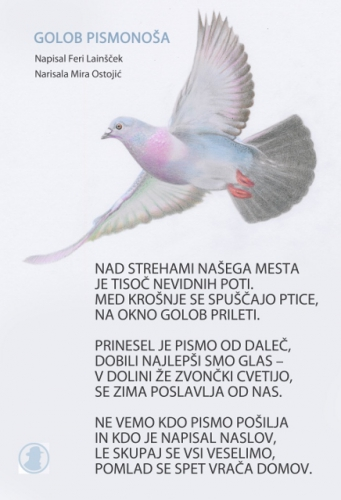 GOLOB PISMONOŠA
Napisal Feri Lainšček
Narisala Mira Ostojić
NAD STREHAMI NAŠEGA MESTA
JE TISOČ NEVIDNIH POTI.
MED KROŠNJE SE SPUŠČAJO PTICE,
NA OKNO GOLOB PRILETI.
PRINESEL JE PISMO OD DALEČ,
DOBILI NAJLEPŠI SMO GLAS –
V DOLINI ŽE ZVONČKI CVETIJO,
SE ZIMA POSLAVLJA OD NAS.
NE VEMO KDO PISMO POŠILJA
IN KDO JE NAPISAL NASLOV,
LE SKUPAJ SE VSI VESELIMO,
POMLAD SE SPET VRAČA DOMOV.